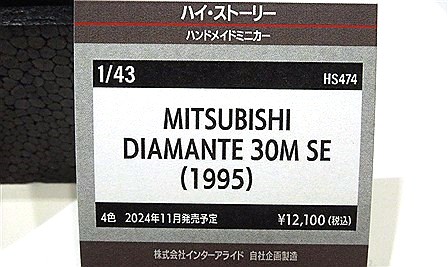 ハイ・ストーリー
ハンドメイドミニカー
1/43 HS474
MITSUBISHI
DIAMANTE 30M SE
(1995)
4色 2024年11月発売予定 ¥12,100(税込)
株式会社インターアライド 自社企画製造